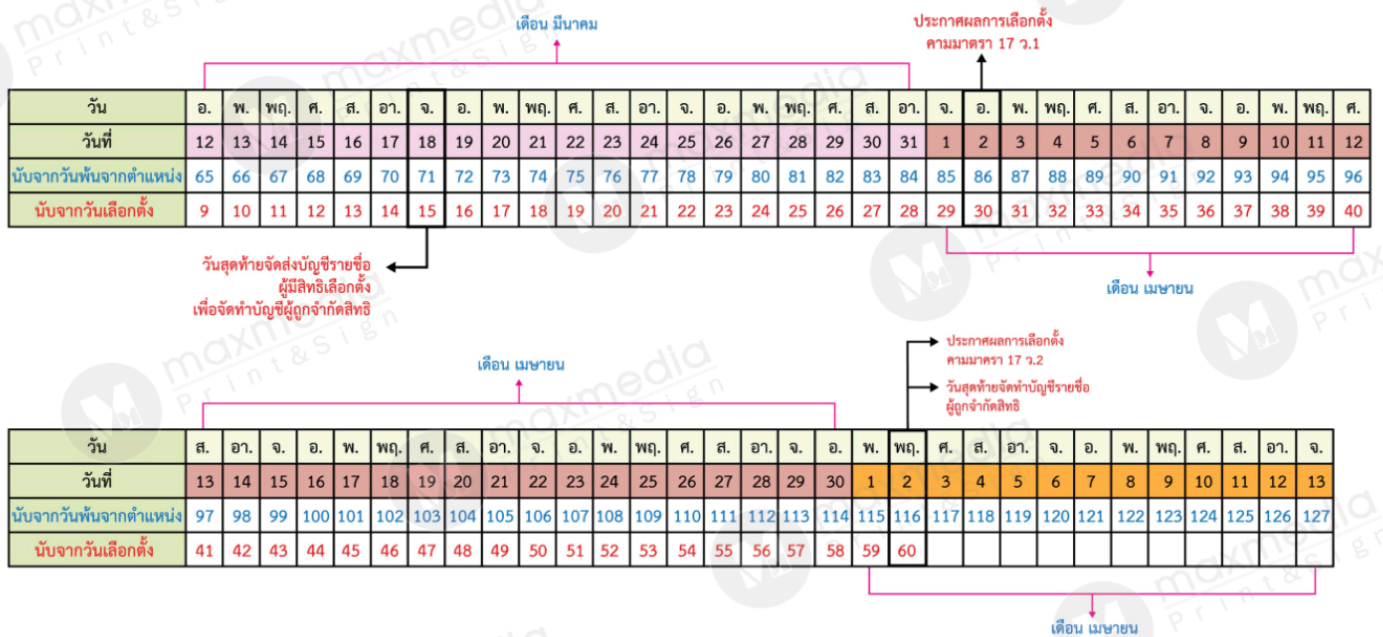 เดือน มีนาคม
ประกาศผลการเลือกตั้ง
ตามมาตรา 17 ว.1
วัน อ. พ. พฤ. ศ. ส. อา. จ. อ. พ. พฤ. ศ. ส. อา. จ. อ. พ. พฤ. ศ. ส. อา. จ. อ. พ. พฤ. ศ. ส. อา. จ. อ. พ. พฤ. ศ.
วันที่ 12 13 14 15 16 17 18 19 20 21 22 23 24 25 26 27 28 29 30 31 1 2 3 4 5 6 7 8 9 10 11 12
นับจากวันพ้นจากตำแหน่ง 65 66 67 68 69 70 71 72 73 74 75 76 77 78 79 80 81 82 83 84 85 86 87 88 89 90 91 92 93 94 95 96
นับจากวันเลือกตั้ง 9 10 11 12 13 14 15 16 17 18 19 20 21 22 23 24 25 26 27 28 29 30 31 32 33 34 35 36 37 38 39 40
วันสุดท้ายจัดส่งบัญชีรายชื่อ
ผู้มีสิทธิเลือกตั้ง
เพื่อจัดทำบัญชีผู้ถูกจำกัดสิทธิ
เดือน เมษายน
ประกาศผลการเลือกตั้ง
ตามมาตรา 17 ว.2
วันสุดท้ายจัดทำบัญชีรายชื่อ
ผู้ถูกจำกัดสิทธิ
เดือน เมษายน
วัน ส. อา. จ. อ. พ. พฤ. ศ. ส. อา. จ. อ. พ. พฤ. ศ. ส. อา. จ. อ. พ. พฤ. ศ. ส. อา. จ. อ. พ. พฤ. ศ. ส. อา. จ.
วันที่ 13 14 15 16 17 18 19 20 21 22 23 24 25 26 27 28 29 30 1 2 3 4 5 6 7 8 9 10 11 12 13
นับจากวันพ้นจากตำแหน่ง 97 98 99 100 101 102 103 104 105 106 107 108 109 110 111 112 113 114 115 116 117 118 119 120 121 122 123 124 125 126 127
นับจากวันเลือกตั้ง 41 42 43 44 45 46 47 48 49 50 51 52 53 54 55 56 57 58 59 60
เดือน เมษายน
maxmedia
Print&Sign